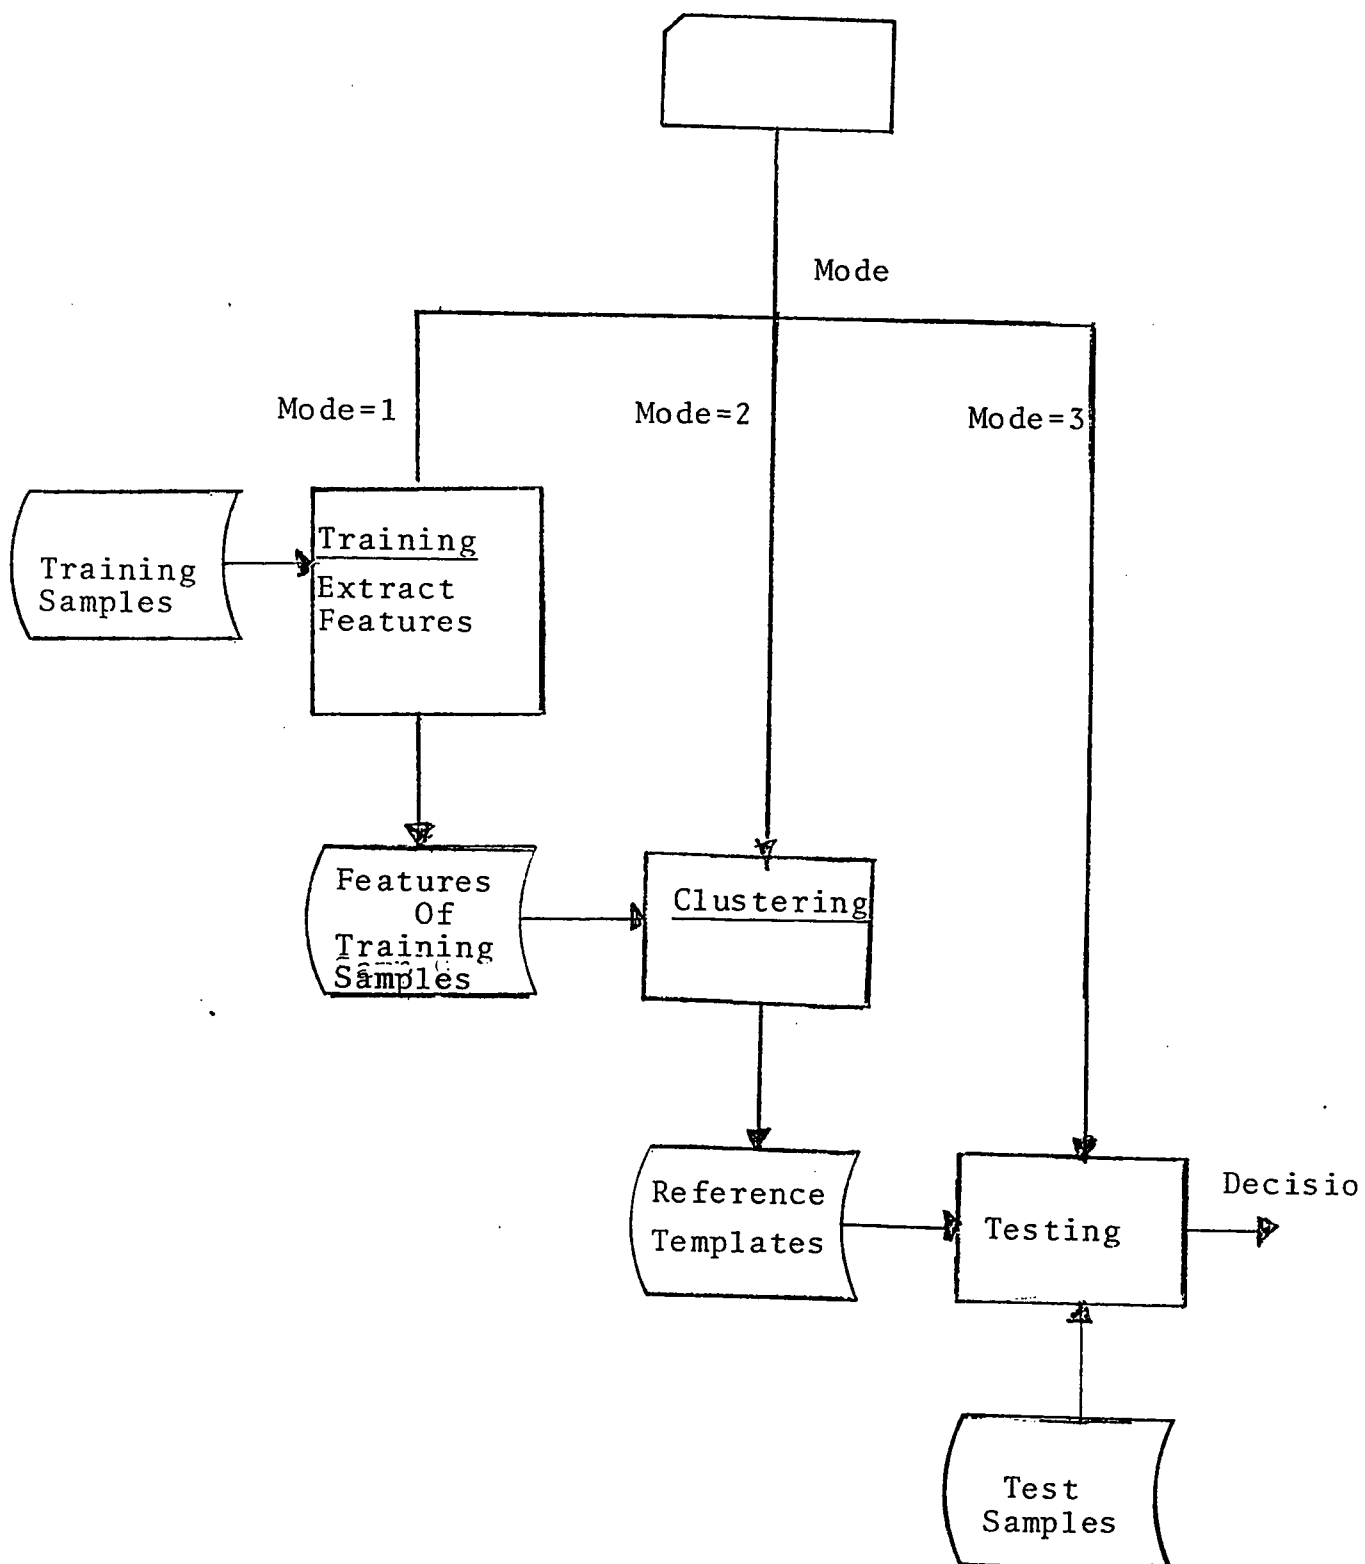 Mode
Mode=1
Mode=2
Mode=3
Training
Samples
Training
Extract
Features
Features
Of
Training
Samples
Clustering
Reference
Templates
Testing
Decisio
Test
Samples